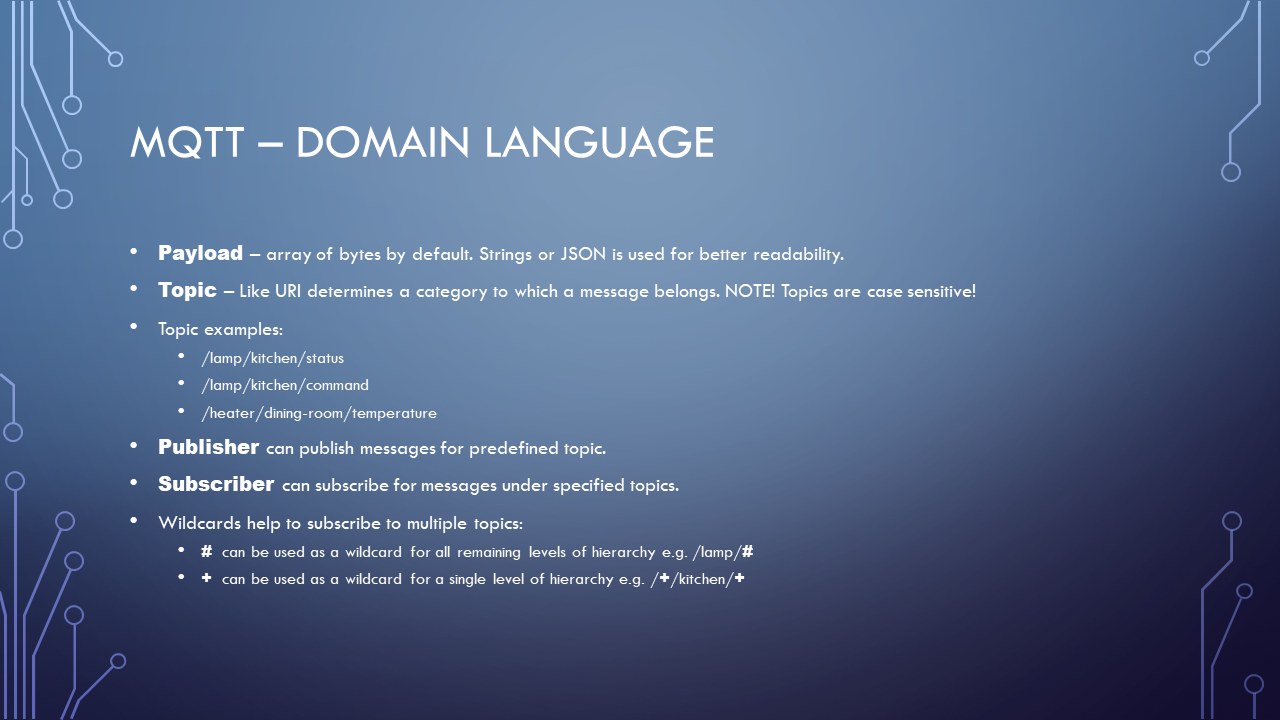 MQTT – DOMAIN LANGUAGE
• Payload – array of bytes by default. Strings or JSON is used for better readability.
• Topic – Like URI determines a category to which a message belongs. NOTE! Topics are case sensitive!
• Topic examples:
• /lamp/kitchen/status
• /lamp/kitchen/command
• /heater/dining-room/temperature
• Publisher can publish messages for predefined topic.
• Subscriber can subscribe for messages under specified topics.
• Wildcards help to subscribe to multiple topics:
• # can be used as a wildcard for all remaining levels of hierarchy e.g. /lamp/#
• + can be used as a wildcard for a single level of hierarchy e.g. /+/kitchen/+